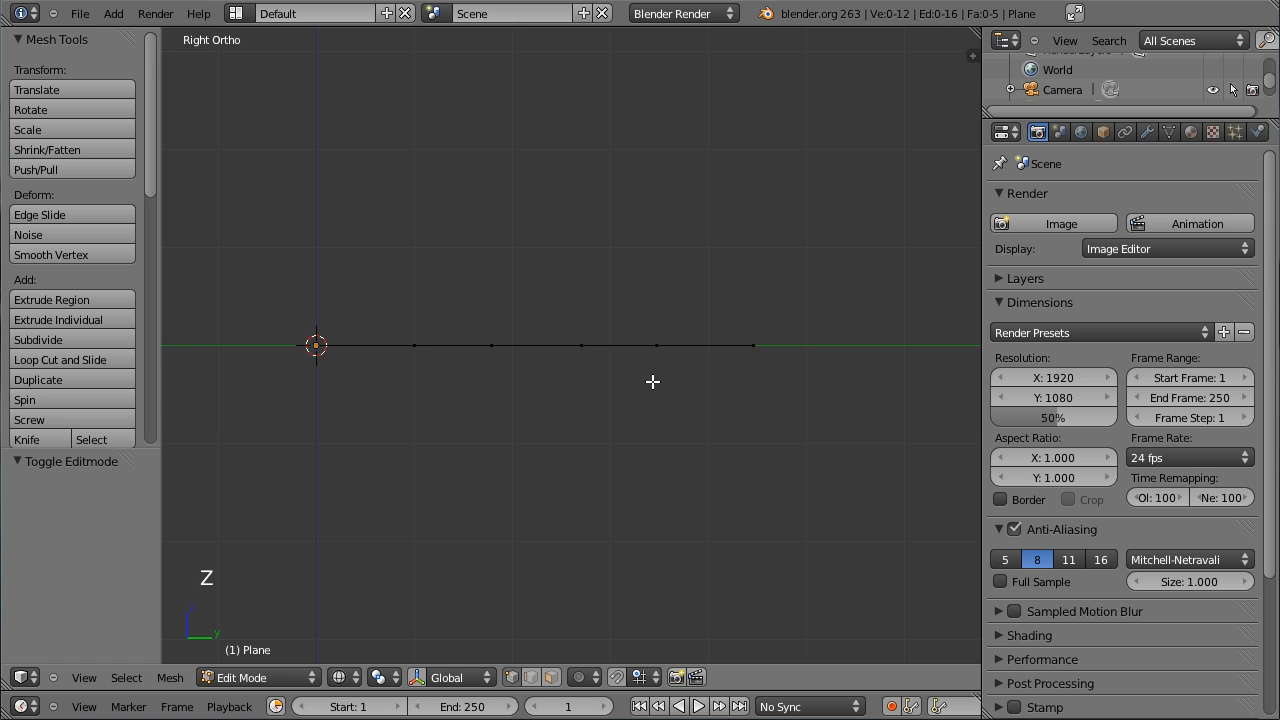 File Add Render Help Default Scene Blender Render blender.org 263 | Ve:0-12 | Ed:0-16 | Fa:0-5 | Plane
Mesh Tools
Transform:
Translate
Rotate
Scale
Shrink/Fatten
Push/Pull
Deform:
Edge Slide
Noise
Smooth Vertex
Add:
Extrude Region
Extrude Individual
Subdivide
Loop Cut and Slide
Duplicate
Spin
Screw
Knife Select
Toggle Editmode
Right Ortho
Z
y
(1) Plane
View Select Mesh Edit Mode Global
View Marker Frame Playback Start: 1 End: 250 1 No Sync
View Search All Scenes
World
Camera
Scene
Render
Image Animation
Display: Image Editor
Layers
Dimensions
Render Presets
Resolution: Frame Range:
X: 1920 Start Frame: 1
Y: 1080 End Frame: 250
50% Frame Step: 1
Aspect Ratio: Frame Rate:
X: 1.000 24 fps
Y: 1.000 Time Remapping:
Border Crop Ol: 100 Ne: 100
Anti-Aliasing
5 8 11 16 Mitchell-Netravali
Full Sample Size: 1.000
Sampled Motion Blur
Shading
Performance
Post Processing
Stamp